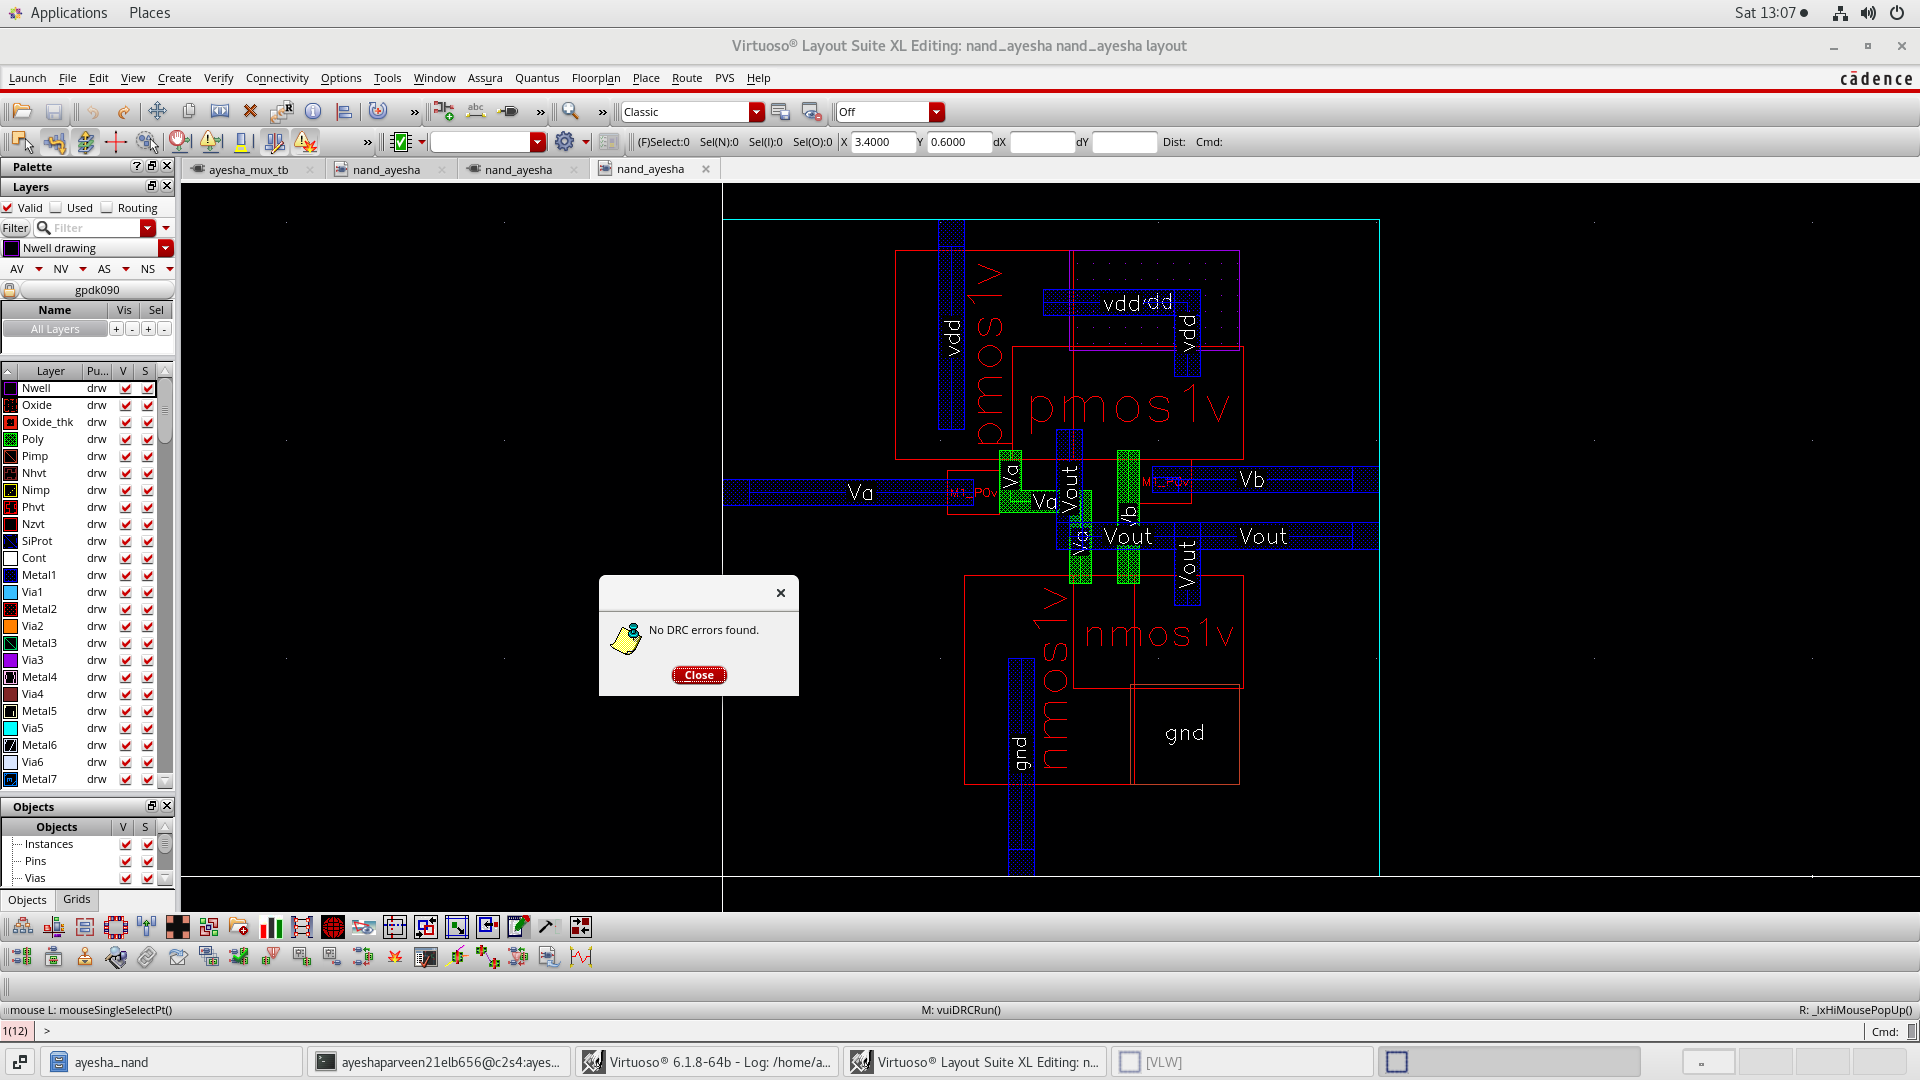 Applications Places Sat 13:07
Virtuoso® Layout Suite XL Editing: nand_ayesha nand_ayesha layout
Launch File Edit View Create Verify Connectivity Options Tools Window Assura Quantus Floorplan Place Route PVS Help cādence
abc R Classic Off
(F)Select:0 Sel(N):0 Sel(I):0 Sel(O):0 X 3.4000 Y 0.6000 dX dY Dist: Cmd:
Palette
ayesha_mux_tb nand_ayesha nand_ayesha nand_ayesha
Layers
Valid Used Routing
Filter Filter
Nwell drawing
AV NV AS NS
gpdk090
Name Vis Sel
All Layers + - + -
Layer Pu... V S
Nwell drw
Oxide drw
Oxide_thk drw
Poly drw
Pimp drw
Nhvt drw
Nimp drw
Phvt drw
Nzvt drw
SiProt drw
Cont drw
Metal1 drw
Via1 drw
Metal2 drw
Via2 drw
Metal3 drw
Via3 drw
Metal4 drw
Via4 drw
Metal5 drw
Via5 drw
Metal6 drw
Via6 drw
Metal7 drw
Objects
Objects V S
Instances
Pins
Vias
Objects Grids
vdd
pmos1v
vdd
vdd
pmos1v
Va
M1_PO
Va
Va
Vout
Vb
Vb
Va
Vout
Vout
Vout
nmos1v
nmos1v
gnd
gnd
No DRC errors found.
Close
mouse L: mouseSingleSelectPt() M: vuiDRCRun() R: _lxHiMousePopUp()
1(12) > Cmd:
ayesha_nand ayeshaparveen21elb656@c2s4:ayes... Virtuoso® 6.1.8-64b - Log: /home/a... Virtuoso® Layout Suite XL Editing: n... [VLW]